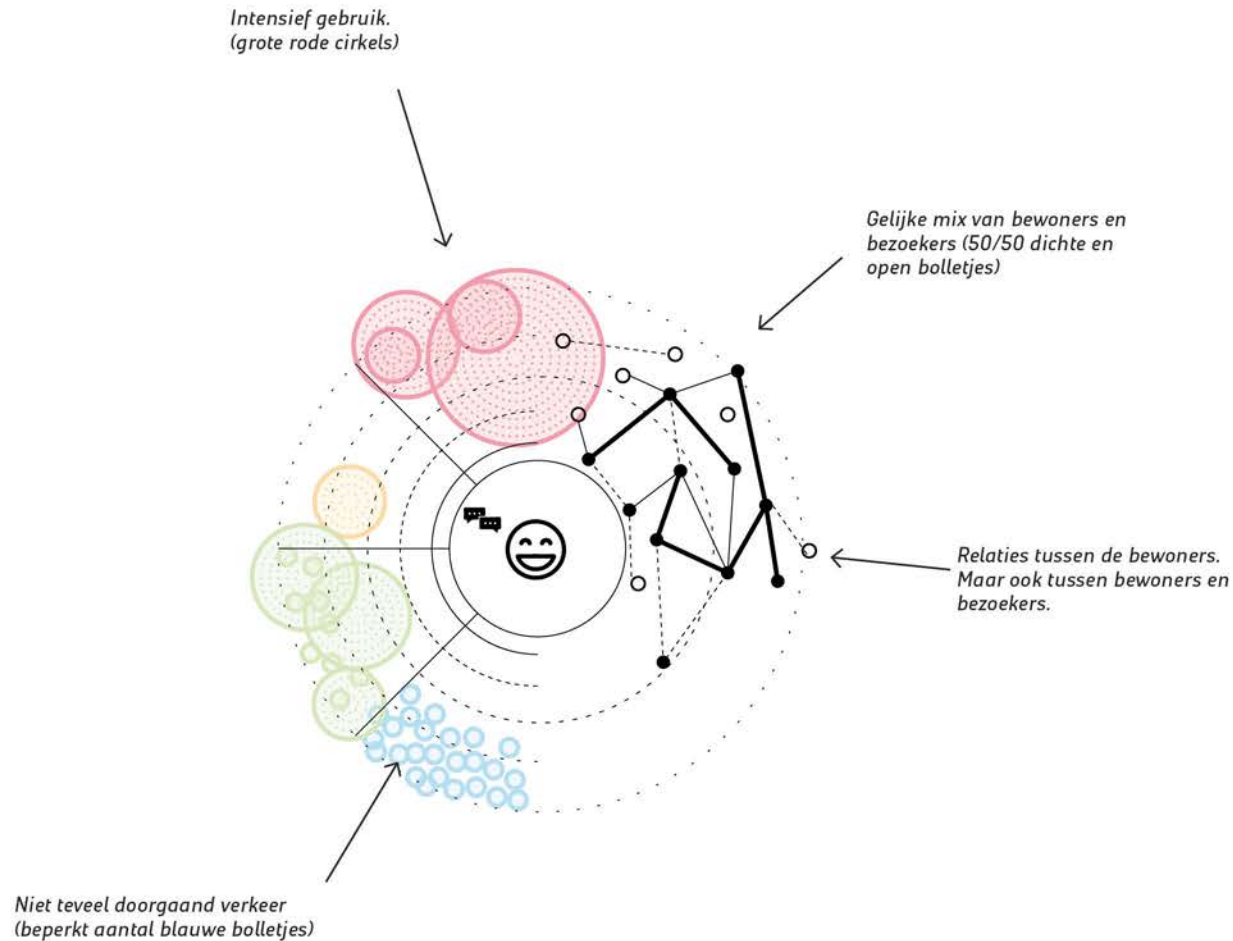 Intensief gebruik.
(grote rode cirkels)
Gelijke mix van bewoners en
bezoekers (50/50 dichte en
open bolletjes)
Relaties tussen de bewoners.
Maar ook tussen bewoners en
bezoekers.
Niet teveel doorgaand verkeer
(beperkt aantal blauwe bolletjes)